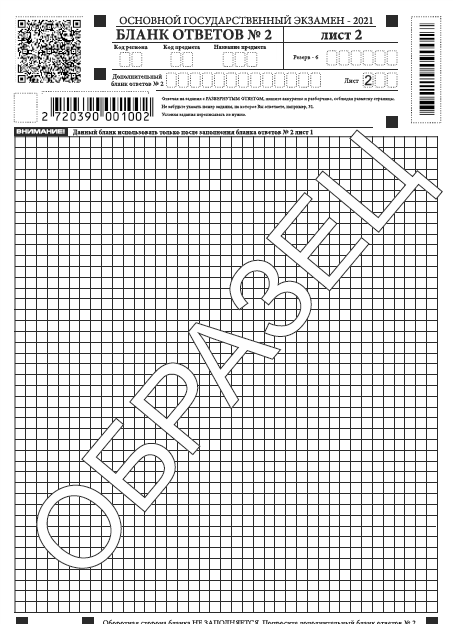 ОСНОВНОЙ ГОСУДАРСТВЕННЫЙ ЭКЗАМЕН - 2021
БЛАНК ОТВЕТОВ № 2
лист 2
Код региона
Код предмета
Название предмета
Резерв - 6
Дополнительный
бланк ответов № 2
Лист 2
2 720390 001002
Отвечая на задания с РАЗВЕРНУТЫМ ОТВЕТОМ, пишите аккуратно и разборчиво, соблюдая разметку страницы.
Не забудьте указать номер задания, на которое Вы отвечаете, например, 31.
Условия задания переписывать не нужно.
ВНИМАНИЕ! Данный бланк использовать только после заполнения бланка ответов № 2 лист 1
ОБРАЗЕЦ
Оборотная сторона бланка НЕ ЗАПОЛНЯЕТСЯ. Попросите дополнительный бланк ответов № 2